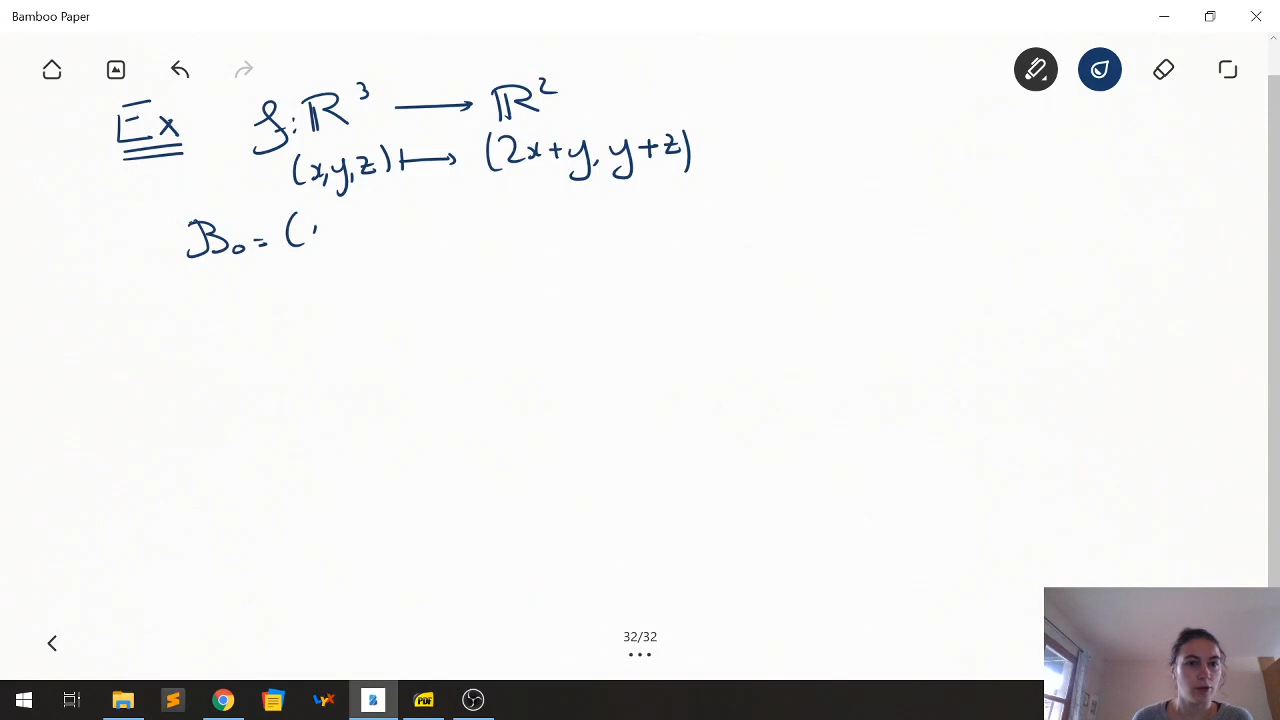 Bamboo Paper
Ex f: ℝ³ ⟶ ℝ²
(x,y,z) ⟼ (2x+y, y+z)
B₀ = (
32/32